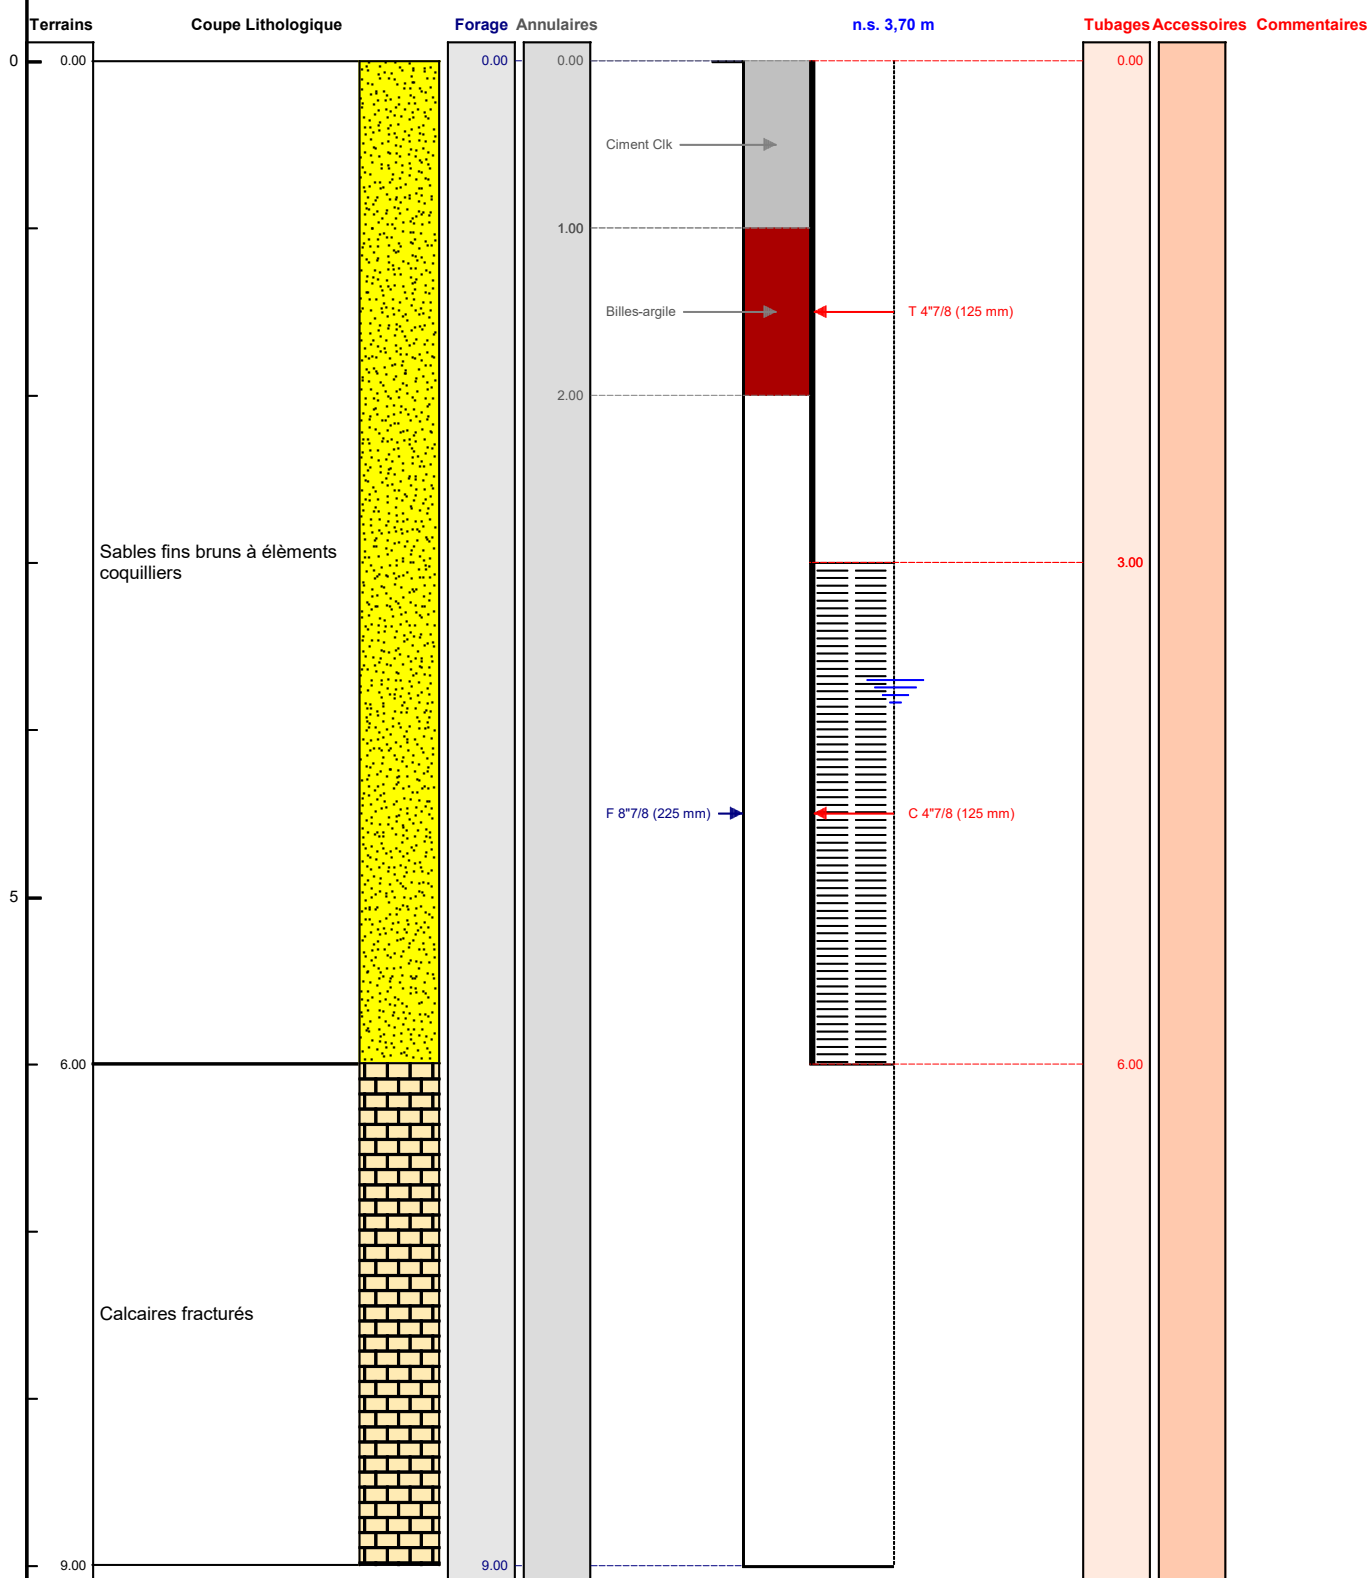 Terrains Coupe Lithologique Forage Annulaires n.s. 3,70 m Tubages Accessoires Commentaires
0 0.00 0.00 0.00 0.00
Ciment Clk
1.00
Billes-argile T 4"7/8 (125 mm)
2.00
Sables fins bruns à élèments
coquilliers
3.00
F 8"7/8 (225 mm) C 4"7/8 (125 mm)
5
6.00 6.00
Calcaires fracturés
9.00 9.00